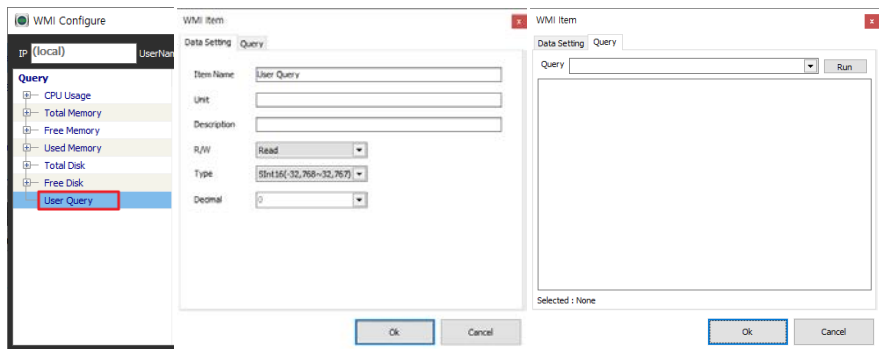 WMI Configure
IP (local) UserNan
Query
CPU Usage
Total Memory
Free Memory
Used Memory
Total Disk
Free Disk
User Query
WMI Item
x
Data Setting Query
Item Name User Query
Unit
Description
R/W Read
Type SInt16(-32,768~32,767)
Decimal 0
Ok Cancel
WMI Item
x
Data Setting Query
Query Run
Selected : None
Ok Cancel